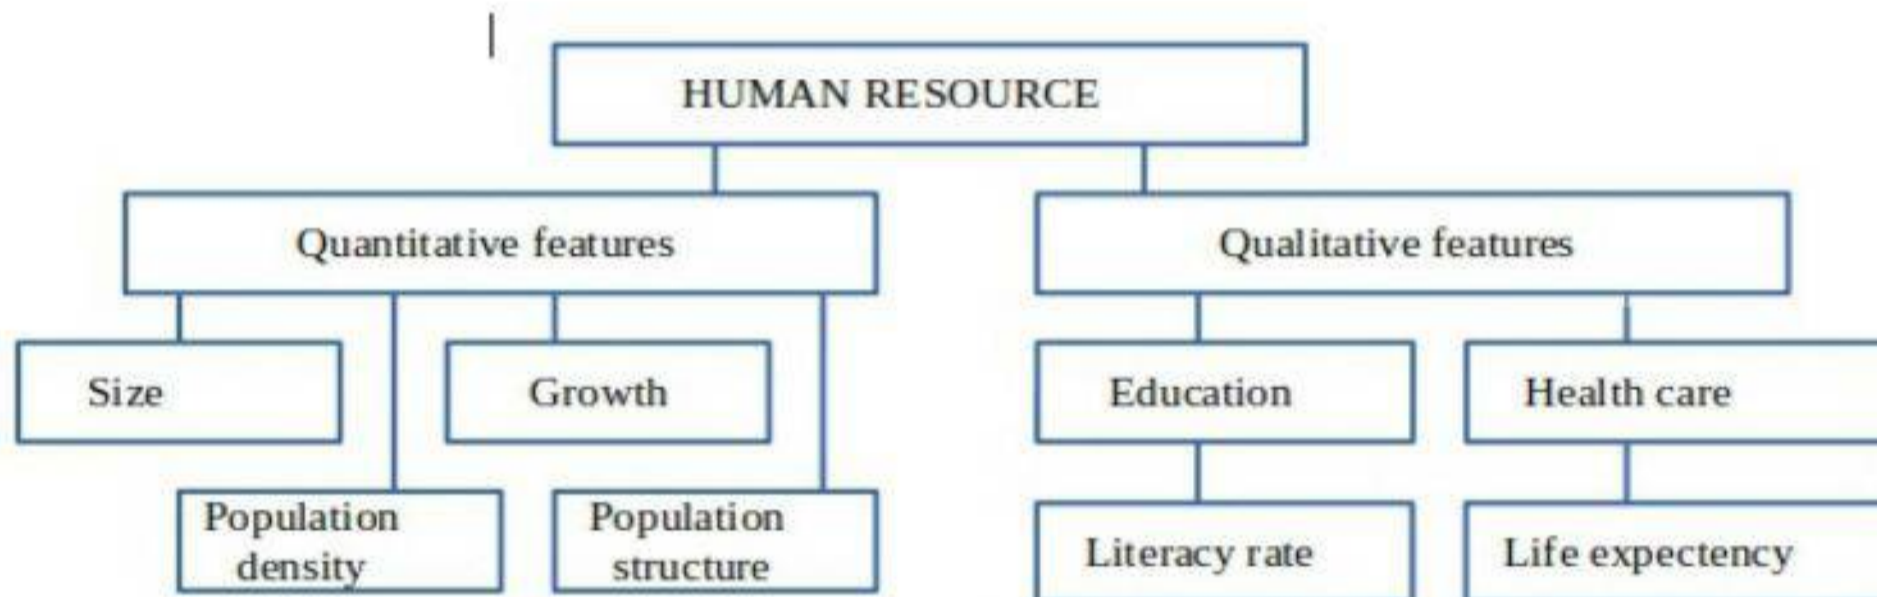 HUMAN RESOURCE
Quantitative features
Qualitative features
Size
Growth
Education
Health care
Population
density
Population
structure
Literacy rate
Life expectency